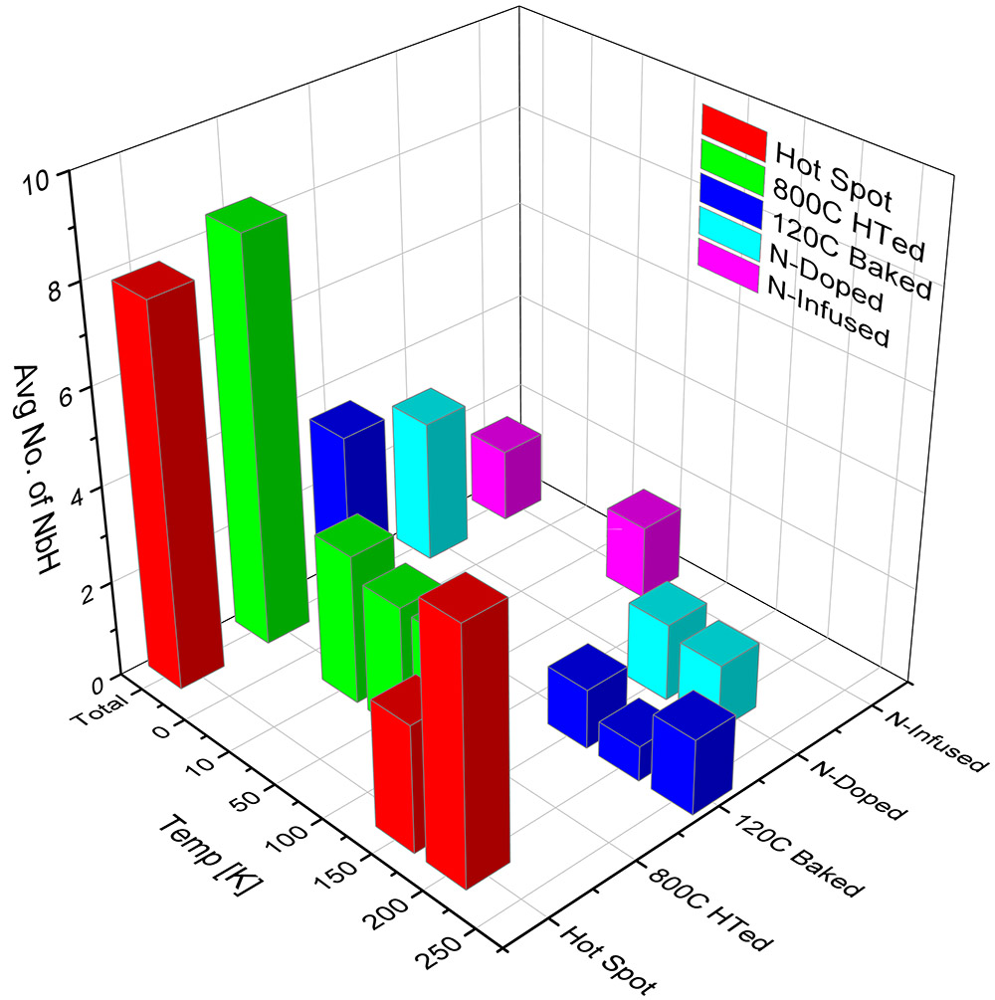 10
8
6
4
2
0
Avg No. of NbH
Total
0
10
50
100
150
200
250
Temp [K]
Hot Spot
800C HTed
120C Baked
N-Doped
N-Infused
Hot Spot
800C HTed
120C Baked
N-Doped
N-Infused